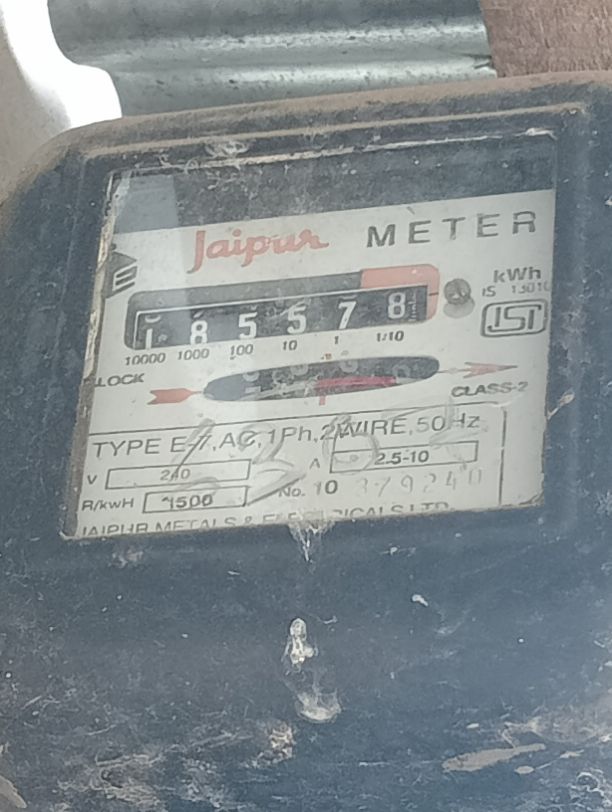 Jaipur METER
kWh
IS 13010
1 8 5 5 7 8
ISI
10000 1000 100 10 1 1/10
CLASS-2
TYPE E-7, AC, 1Ph, 2WIRE, 50Hz
V 240 A 2.5-10
R/kWH 1500 No. 10 379240
JAIPUR METALS & ELECTRICALS LTD